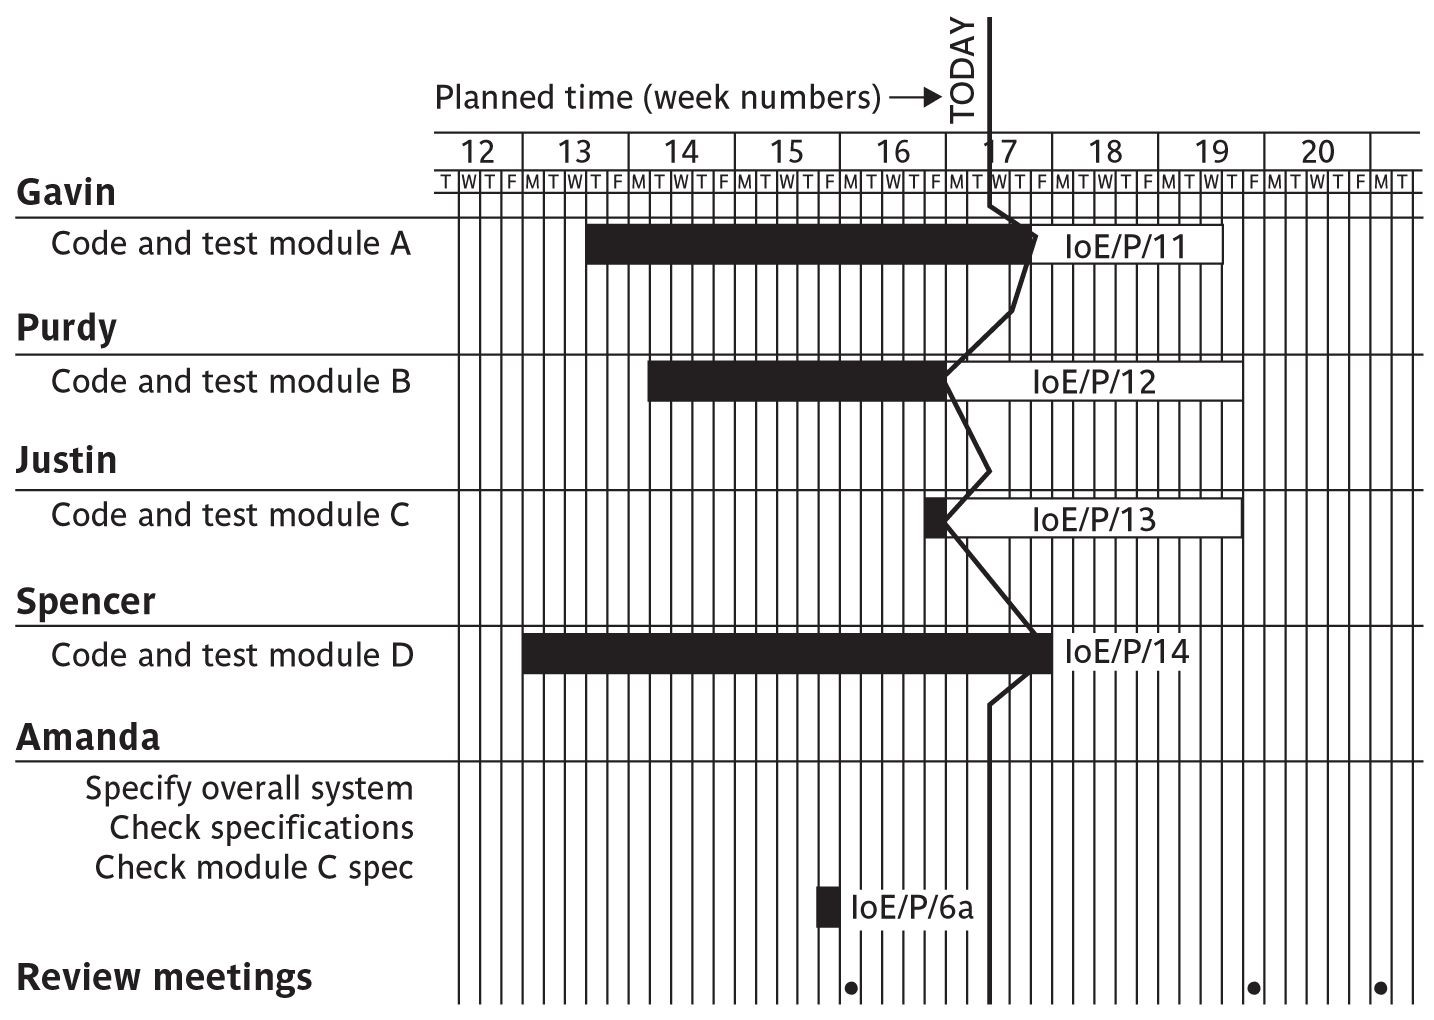 TODAY
Planned time (week numbers)
12 13 14 15 16 17 18 19 20
T W T F M T W T F M T W T F M T W T F M T W T F M T W T F M T W T F M T W T F M T W T F M T
Gavin
Code and test module A IoE/P/11
Purdy
Code and test module B IoE/P/12
Justin
Code and test module C IoE/P/13
Spencer
Code and test module D IoE/P/14
Amanda
Specify overall system
Check specifications
Check module C spec
IoE/P/6a
Review meetings